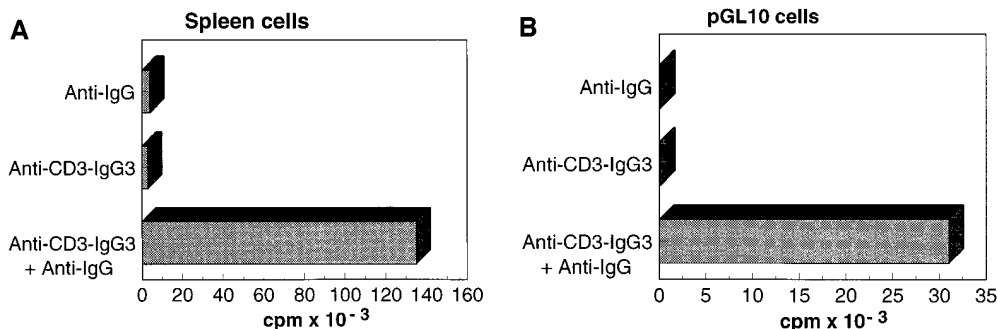 A
Spleen cells
Anti-IgG
Anti-CD3-IgG3
Anti-CD3-IgG3
+ Anti-IgG
0 20 40 60 80 100 120 140 160
cpm x 10⁻³
B
pGL10 cells
Anti-IgG
Anti-CD3-IgG3
Anti-CD3-IgG3
+ Anti-IgG
0 5 10 15 20 25 30 35
cpm x 10⁻³